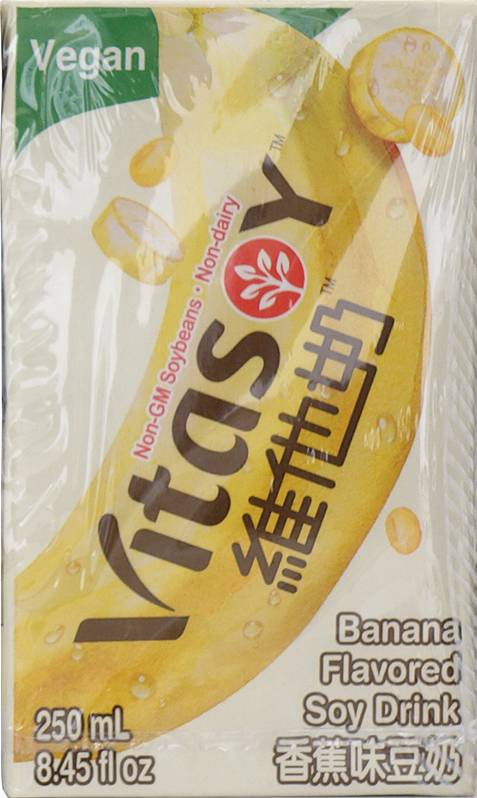 Vegan
Non-GM Soybeans • Non-dairy
VitasOY™
維他奶™
Banana
Flavored
Soy Drink
香蕉味豆奶
250 mL
8.45 fl oz